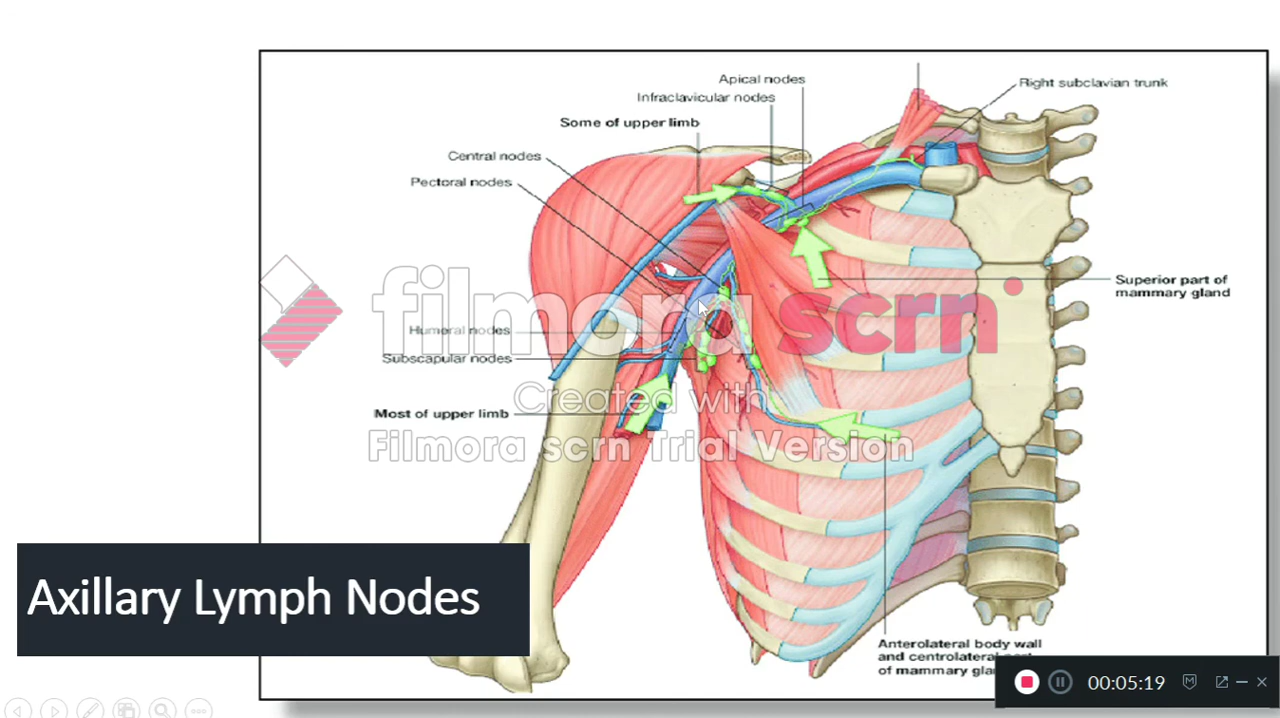 Apical nodes
Right subclavian trunk
Infraclavicular nodes
Some of upper limb
Central nodes
Pectoral nodes
Superior part of
mammary gland
filmora scrn
Humeral nodes
Subscapular nodes
Created with
Most of upper limb
Filmora scrn Trial Version
Axillary Lymph Nodes
Anterolateral body wall
and centrolateral
of mammary
00:05:19